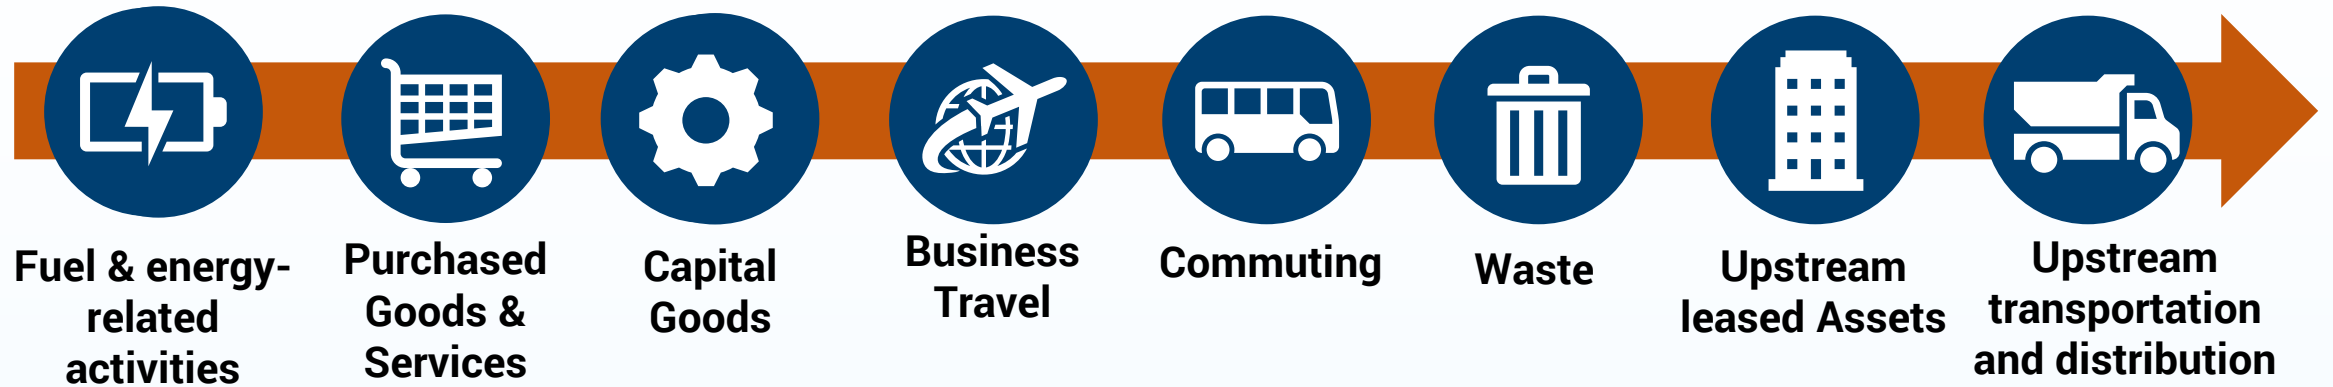 Fuel & energy-
related
activities
Purchased
Goods &
Services
Capital
Goods
Business
Travel
Commuting
Waste
Upstream
leased Assets
Upstream
transportation
and distribution